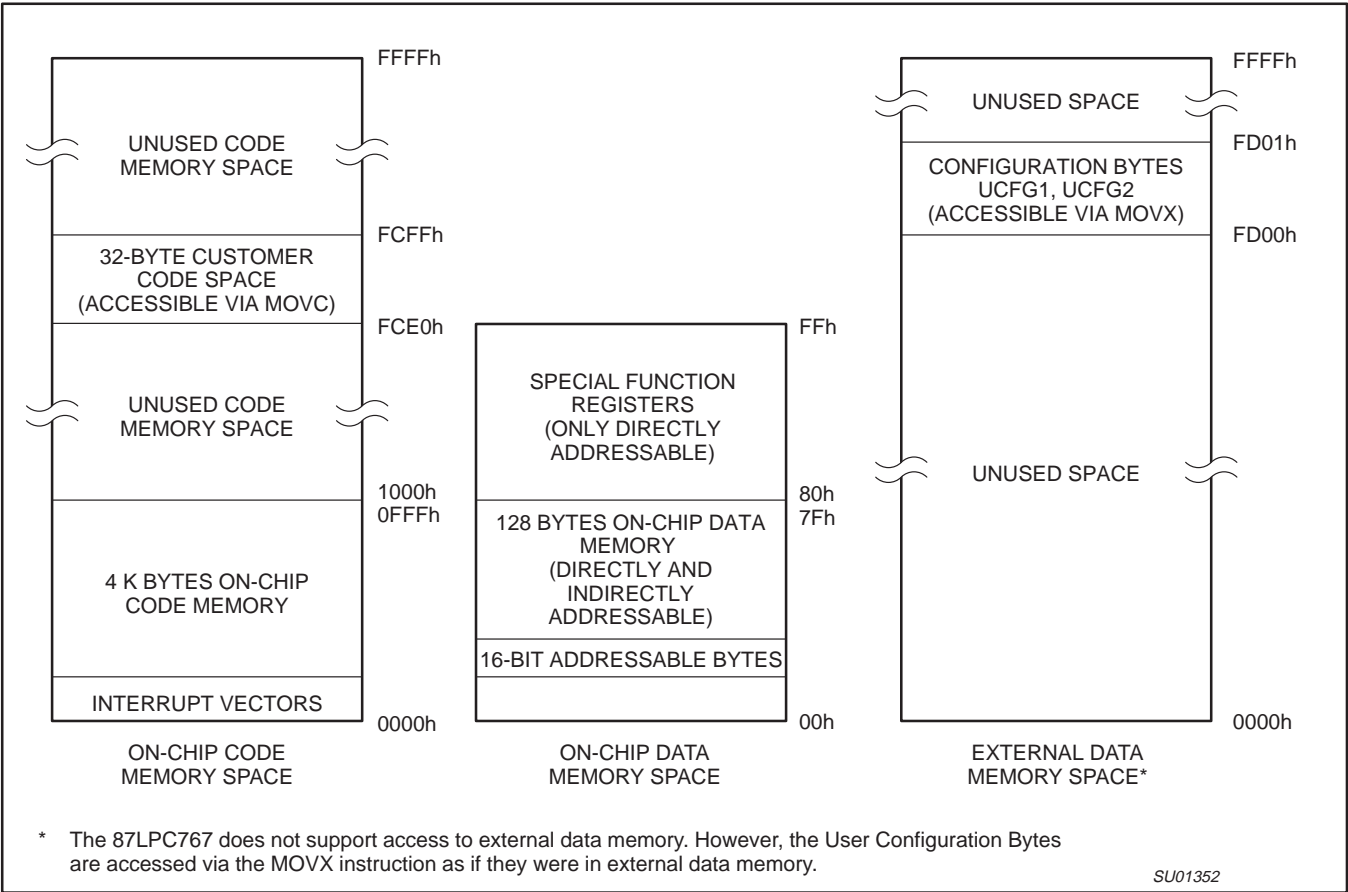 FFFFh
UNUSED CODE
MEMORY SPACE
FCFFh
32-BYTE CUSTOMER
CODE SPACE
(ACCESSIBLE VIA MOVC)
FCE0h
UNUSED CODE
MEMORY SPACE
1000h
0FFFh
4 K BYTES ON-CHIP
CODE MEMORY
INTERRUPT VECTORS
0000h
ON-CHIP CODE
MEMORY SPACE
FFh
SPECIAL FUNCTION
REGISTERS
(ONLY DIRECTLY
ADDRESSABLE)
80h
7Fh
128 BYTES ON-CHIP DATA
MEMORY
(DIRECTLY AND
INDIRECTLY
ADDRESSABLE)
16-BIT ADDRESSABLE BYTES
00h
ON-CHIP DATA
MEMORY SPACE
FFFFh
UNUSED SPACE
FD01h
CONFIGURATION BYTES
UCFG1, UCFG2
(ACCESSIBLE VIA MOVX)
FD00h
UNUSED SPACE
0000h
EXTERNAL DATA
MEMORY SPACE*
* The 87LPC767 does not support access to external data memory. However, the User Configuration Bytes
are accessed via the MOVX instruction as if they were in external data memory.
SU01352